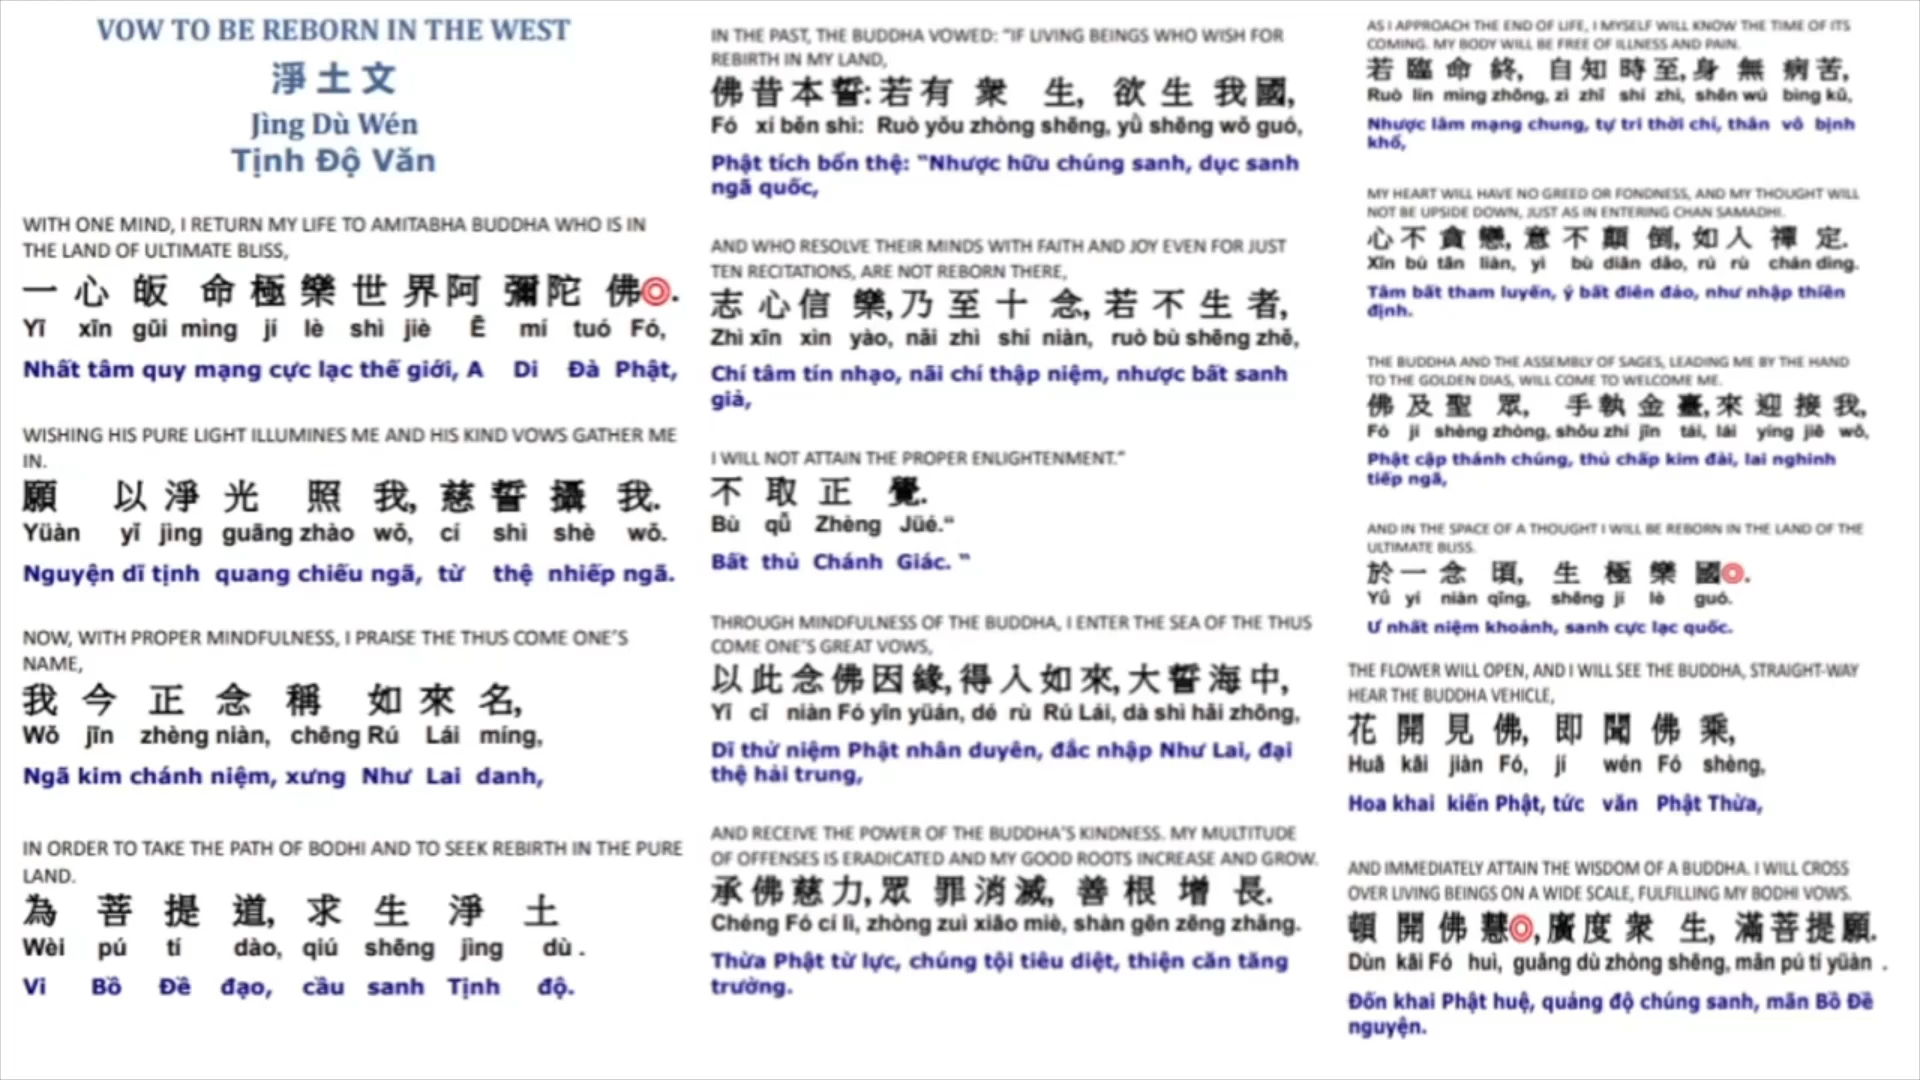 VOW TO BE REBORN IN THE WEST
淨土文
Jìng Dù Wén
Tịnh Độ Văn
WITH ONE MIND, I RETURN MY LIFE TO AMITABHA BUDDHA WHO IS IN
THE LAND OF ULTIMATE BLISS,
一心皈命極樂世界阿彌陀佛◎.
Yī xīn gūi mìng jí lè shì jiè Ē mí tuó Fó,
Nhất tâm quy mạng cực lạc thế giới, A Di Đà Phật,
WISHING HIS PURE LIGHT ILLUMINES ME AND HIS KIND VOWS GATHER ME
IN.
願以淨光照我,慈誓攝我.
Yüàn yǐ jìng guāng zhào wǒ, cí shì shè wǒ.
Nguyện dĩ tịnh quang chiếu ngã, từ thệ nhiếp ngã.
NOW, WITH PROPER MINDFULNESS, I PRAISE THE THUS COME ONE'S
NAME,
我今正念稱如來名,
Wǒ jīn zhèng niàn, chēng Rú Lái míng,
Ngã kim chánh niệm, xưng Như Lai danh,
IN ORDER TO TAKE THE PATH OF BODHI AND TO SEEK REBIRTH IN THE PURE
LAND.
為菩提道,求生淨土
Wèi pú tí dào, qiú shēng jìng dù .
Vi Bồ Đề đạo, cầu sanh Tịnh độ.
IN THE PAST, THE BUDDHA VOWED: "IF LIVING BEINGS WHO WISH FOR
REBIRTH IN MY LAND,
佛昔本誓:若有衆生,欲生我國,
Fó xí běn shì: Ruò yǒu zhòng shēng, yǜ shēng wǒ guó,
Phật tích bổn thệ: "Nhược hữu chúng sanh, dục sanh
ngã quốc,
AND WHO RESOLVE THEIR MINDS WITH FAITH AND JOY EVEN FOR JUST
TEN RECITATIONS, ARE NOT REBORN THERE,
志心信樂,乃至十念,若不生者,
Zhì xīn xìn yào, nǎi zhì shí niàn, ruò bù shēng zhě,
Chí tâm tín nhạo, nãi chí thập niệm, nhược bất sanh
giả,
I WILL NOT ATTAIN THE PROPER ENLIGHTENMENT."
不取正覺.
Bù qǚ Zhèng Jüé."
Bất thủ Chánh Giác. "
THROUGH MINDFULNESS OF THE BUDDHA, I ENTER THE SEA OF THE THUS
COME ONE'S GREAT VOWS,
以此念佛因緣,得入如來,大誓海中,
Yǐ cǐ niàn Fó yīn yüán, dé rù Rú Lái, dà shì hǎi zhōng,
Dĩ thử niệm Phật nhân duyên, đắc nhập Như Lai, đại
thệ hải trung,
AND RECEIVE THE POWER OF THE BUDDHA'S KINDNESS. MY MULTITUDE
OF OFFENSES IS ERADICATED AND MY GOOD ROOTS INCREASE AND GROW.
承佛慈力,眾罪消滅,善根增長.
Chéng Fó cí lì, zhòng zuì xiāo miè, shàn gēn zēng zhǎng.
Thừa Phật từ lực, chúng tội tiêu diệt, thiện căn tăng
trưởng.
AS I APPROACH THE END OF LIFE, I MYSELF WILL KNOW THE TIME OF ITS
COMING. MY BODY WILL BE FREE OF ILLNESS AND PAIN.
若臨命終,自知時至,身無病苦,
Ruò lín mìng zhōng, zì zhī shí zhì, shēn wú bìng kǔ,
Nhược lâm mạng chung, tự tri thời chí, thân vô bịnh
khổ,
MY HEART WILL HAVE NO GREED OR FONDNESS, AND MY THOUGHT WILL
NOT BE UPSIDE DOWN, JUST AS IN ENTERING CHAN SAMADHI.
心不貪戀,意不顛倒,如入禪定.
Xīn bù tān liàn, yì bù diān dǎo, rú rù chán dìng.
Tâm bất tham luyến, ý bất điên đảo, như nhập thiền
định.
THE BUDDHA AND THE ASSEMBLY OF SAGES, LEADING ME BY THE HAND
TO THE GOLDEN DIAS, WILL COME TO WELCOME ME.
佛及聖眾,手執金臺,來迎接我,
Fó jí shèng zhòng, shǒu zhí jīn tái, lái yíng jiē wǒ,
Phật cập thánh chúng, thủ chấp kim đài, lai nghinh
tiếp ngã,
AND IN THE SPACE OF A THOUGHT I WILL BE REBORN IN THE LAND OF THE
ULTIMATE BLISS.
於一念頃,生極樂國◎.
Yǘ yí niàn qǐng, shēng jí lè guó.
Ư nhất niệm khoảnh, sanh cực lạc quốc.
THE FLOWER WILL OPEN, AND I WILL SEE THE BUDDHA, STRAIGHT-WAY
HEAR THE BUDDHA VEHICLE,
花開見佛,即聞佛乘,
Huā kāi jiàn Fó, jí wén Fó shèng,
Hoa khai kiến Phật, tức văn Phật Thừa,
AND IMMEDIATELY ATTAIN THE WISDOM OF A BUDDHA. I WILL CROSS
OVER LIVING BEINGS ON A WIDE SCALE, FULFILLING MY BODHI VOWS.
頓開佛慧◎,廣度衆生,滿菩提願.
Dùn kāi Fó huì, guǎng dù zhòng shēng, mǎn pú tí yüàn .
Đốn khai Phật huệ, quảng độ chúng sanh, mãn Bồ Đề
nguyện.